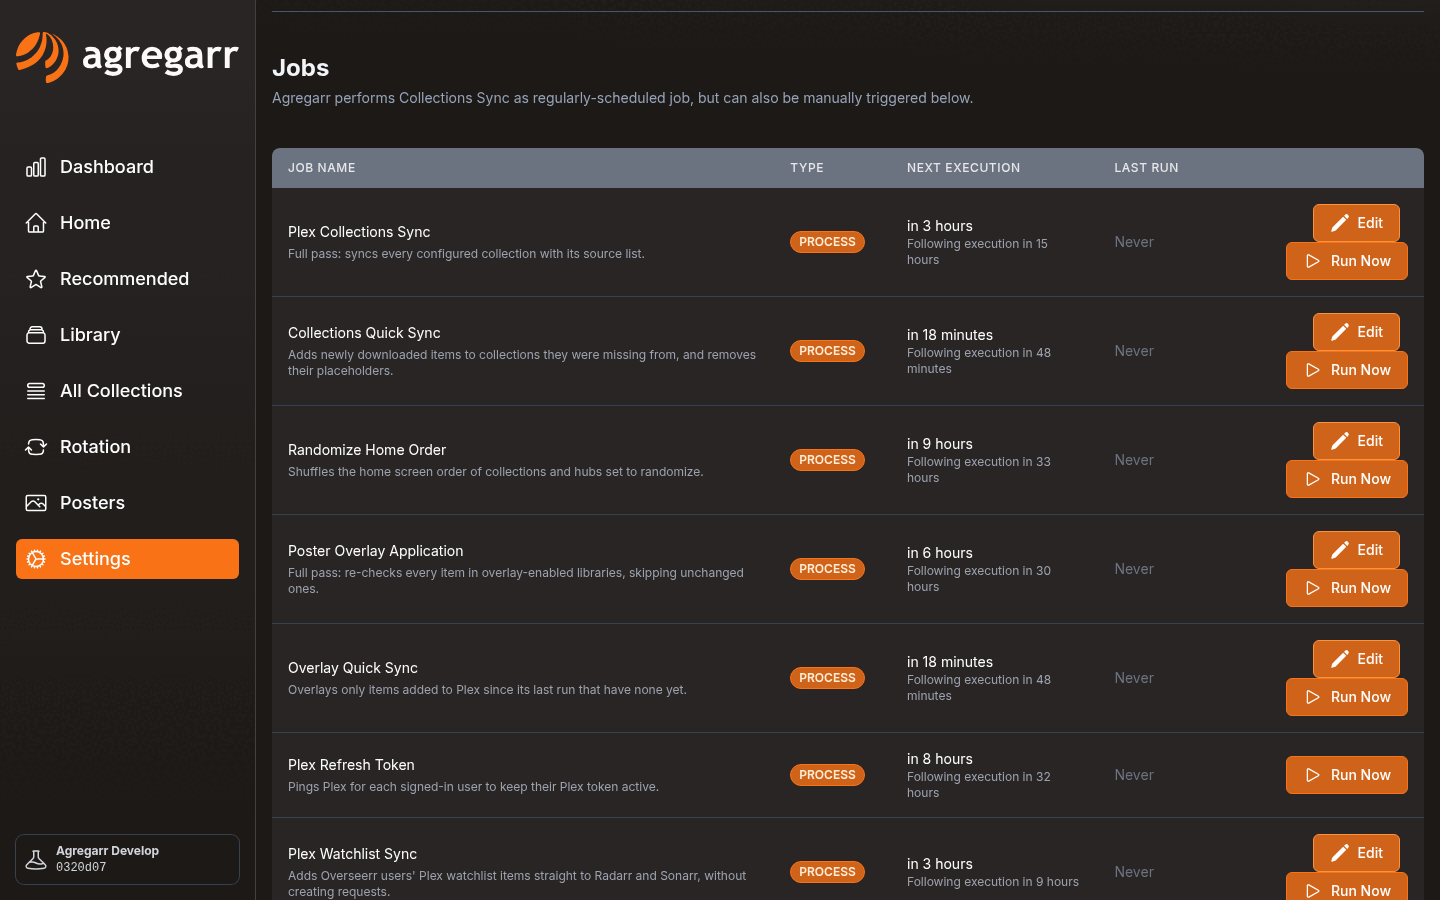 agregarr
Dashboard
Home
Recommended
Library
All Collections
Rotation
Posters
Settings
Agregarr Develop
0320d07
Jobs
Agregarr performs Collections Sync as regularly-scheduled job, but can also be manually triggered below.
JOB NAME TYPE NEXT EXECUTION LAST RUN
Plex Collections Sync
Full pass: syncs every configured collection with its source list.
PROCESS
in 3 hours
Following execution in 15
hours
Never
Edit
Run Now
Collections Quick Sync
Adds newly downloaded items to collections they were missing from, and removes
their placeholders.
PROCESS
in 18 minutes
Following execution in 48
minutes
Never
Edit
Run Now
Randomize Home Order
Shuffles the home screen order of collections and hubs set to randomize.
PROCESS
in 9 hours
Following execution in 33
hours
Never
Edit
Run Now
Poster Overlay Application
Full pass: re-checks every item in overlay-enabled libraries, skipping unchanged
ones.
PROCESS
in 6 hours
Following execution in 30
hours
Never
Edit
Run Now
Overlay Quick Sync
Overlays only items added to Plex since its last run that have none yet.
PROCESS
in 18 minutes
Following execution in 48
minutes
Never
Edit
Run Now
Plex Refresh Token
Pings Plex for each signed-in user to keep their Plex token active.
PROCESS
in 8 hours
Following execution in 32
hours
Never
Run Now
Plex Watchlist Sync
Adds Overseerr users' Plex watchlist items straight to Radarr and Sonarr, without
creating requests.
PROCESS
in 3 hours
Following execution in 9 hours
Never
Edit
Run Now